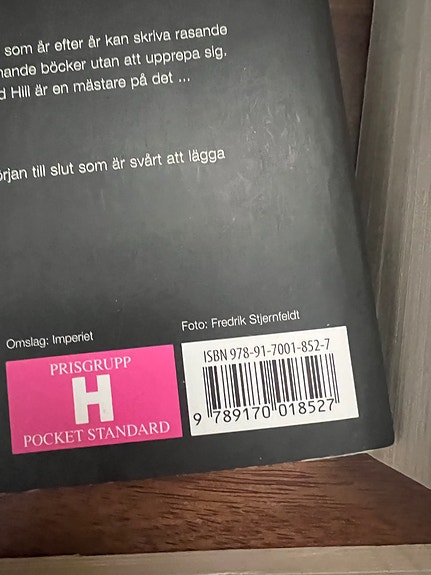 som år efter år kan skriva rasande
nande böcker utan att upprepa sig.
d Hill är en mästare på det ...
örjan till slut som är svårt att lägga
Omslag: Imperiet
Foto: Fredrik Stjernfeldt
PRISGRUPP
H
POCKET STANDARD
ISBN 978-91-7001-852-7
9 789170 018527